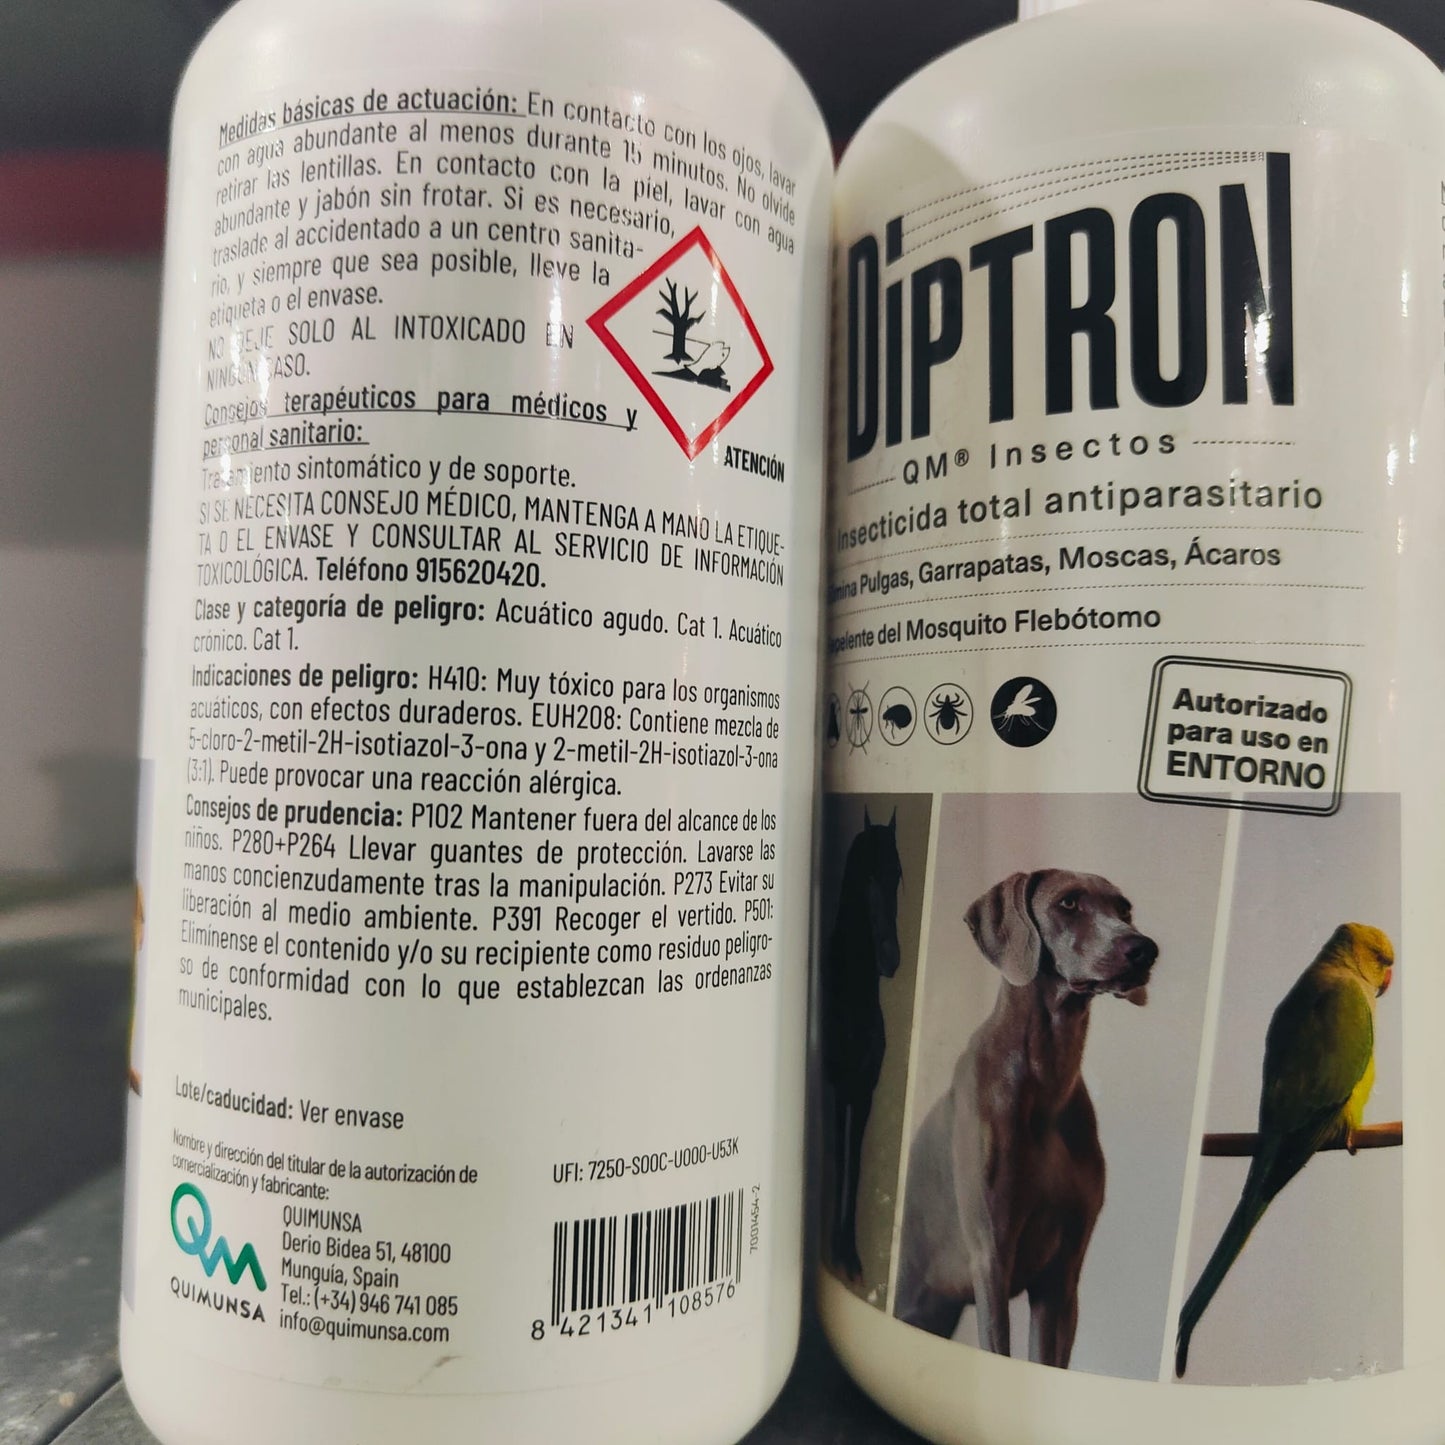 Medidas básicas de actuación: En contacto con los ojos, lavar
con agua abundante al menos durante 15 minutos. No olvide
retirar las lentillas. En contacto con la piel, lavar con agua
abundante y jabón sin frotar. Si es necesario,
traslade al accidentado a un centro sanita-
rio, y siempre que sea posible, lleve la
etiqueta o el envase.
NO DEJE SOLO AL INTOXICADO EN
NINGÚN CASO.
Consejos terapéuticos para médicos y
personal sanitario:
Tratamiento sintomático y de soporte.
SI SE NECESITA CONSEJO MÉDICO, MANTENGA A MANO LA ETIQUE-
TA O EL ENVASE Y CONSULTAR AL SERVICIO DE INFORMACIÓN
TOXICOLÓGICA. Teléfono 915620420.
ATENCIÓN
Clase y categoría de peligro: Acuático agudo. Cat 1. Acuático
crónico. Cat 1.
Indicaciones de peligro: H410: Muy tóxico para los organismos
acuáticos, con efectos duraderos. EUH208: Contiene mezcla de
5-cloro-2-metil-2H-isotiazol-3-ona y 2-metil-2H-isotiazol-3-ona
(3:1). Puede provocar una reacción alérgica.
Consejos de prudencia: P102 Mantener fuera del alcance de los
niños. P280+P264 Llevar guantes de protección. Lavarse las
manos concienzudamente tras la manipulación. P273 Evitar su
liberación al medio ambiente. P391 Recoger el vertido. P501:
Elimínense el contenido y/o su recipiente como residuo peligro-
so de conformidad con lo que establezcan las ordenanzas
municipales.
Lote/caducidad: Ver envase
Nombre y dirección del titular de la autorización de
comercialización y fabricante:
QM
QUIMUNSA
QUIMUNSA
Derio Bidea 51, 48100
Munguía, Spain
Tel.: (+34) 946 741 085
info@quimunsa.com
UFI: 7250-S00C-U000-U53K
7001454-2
8 421341 108576
DiPTRON
QM® Insectos
Insecticida total antiparasitario
Elimina Pulgas, Garrapatas, Moscas, Ácaros
Repelente del Mosquito Flebótomo
Autorizado
para uso en
ENTORNO